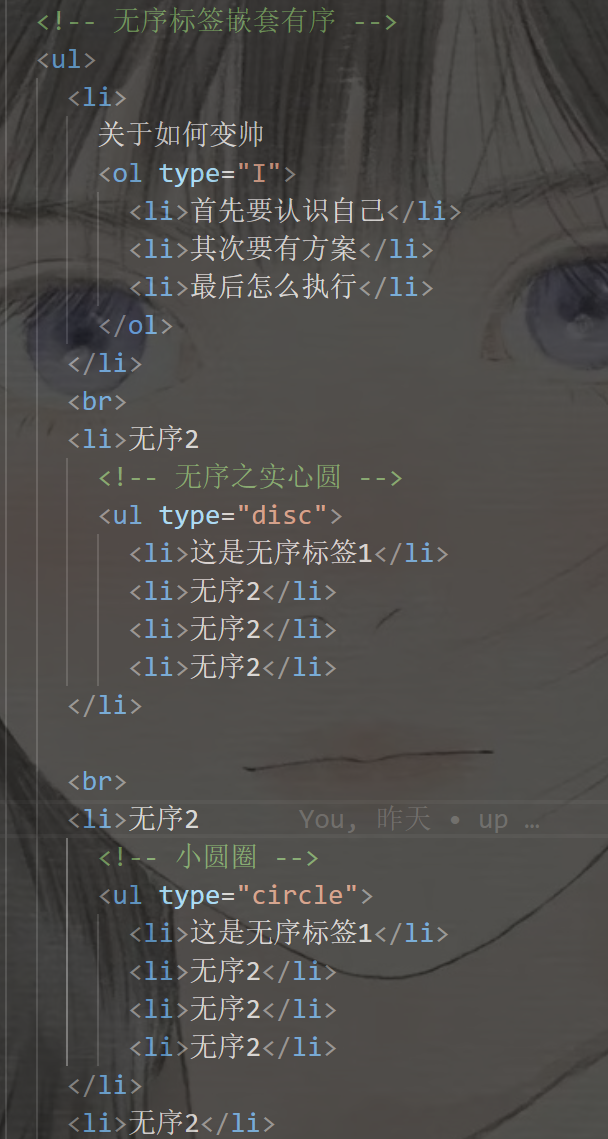 <!-- 无序标签嵌套有序 -->
<ul>
<li>
关于如何变帅
<ol type="I">
<li>首先要认识自己</li>
<li>其次要有方案</li>
<li>最后怎么执行</li>
</ol>
</li>
<br>
<li>无序2
<!-- 无序之实心圆 -->
<ul type="disc">
<li>这是无序标签1</li>
<li>无序2</li>
<li>无序2</li>
<li>无序2</li>
</li>
<br>
<li>无序2 You, 昨天 • up …
<!-- 小圆圈 -->
<ul type="circle">
<li>这是无序标签1</li>
<li>无序2</li>
<li>无序2</li>
<li>无序2</li>
</li>
<li>无序2</li>